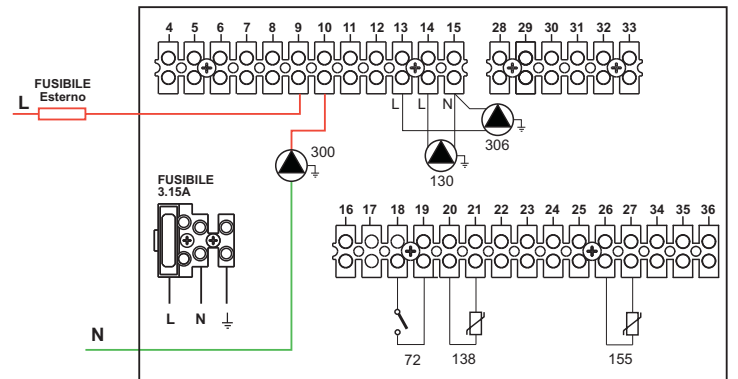 4 5 6 7 8 9 10 11 12 13 14 15 28 29 30 31 32 33
FUSIBILE
Esterno
L
L L N
306
300
130
FUSIBILE
3.15A
16 17 18 19 20 21 22 23 24 25 26 27 34 35 36
L N
N
72 138 155